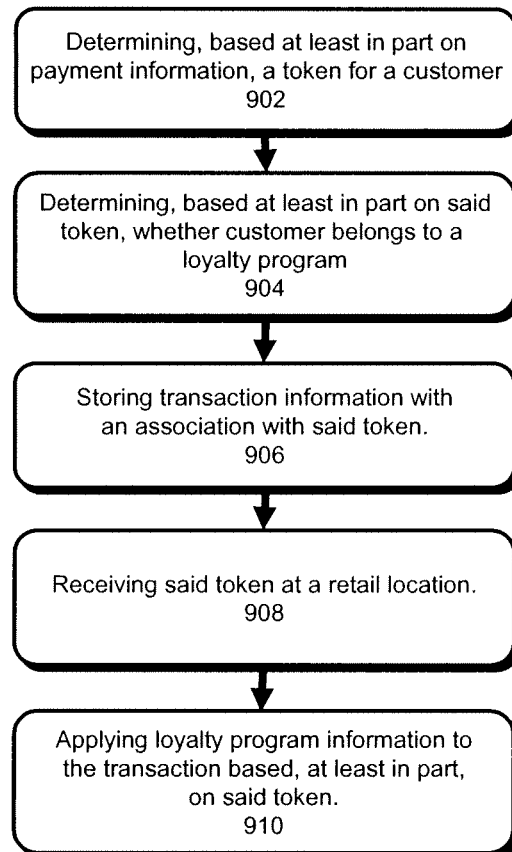 Determining, based at least in part on
payment information, a token for a customer
902
Determining, based at least in part on said
token, whether customer belongs to a
loyalty program
904
Storing transaction information with
an association with said token.
906
Receiving said token at a retail location.
908
Applying loyalty program information to
the transaction based, at least in part,
on said token.
910